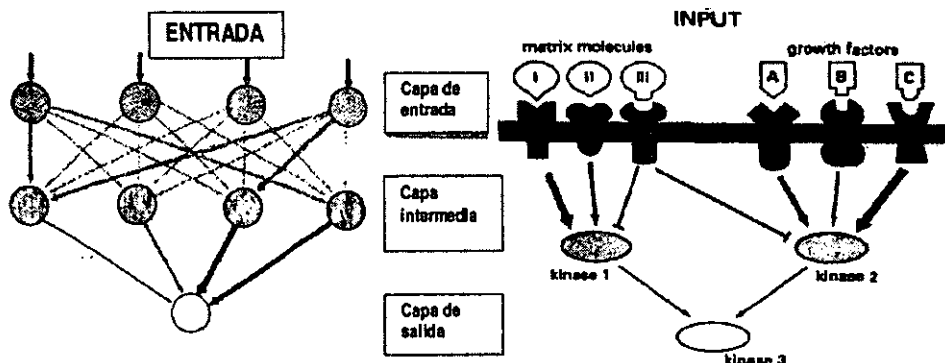 ENTRADA
Capa de
entrada
Capa
intermedia
Capa de
salida
INPUT
matrix molecules
growth factors
I
II
III
A
B
C
kinase 1
kinase 2
kinase 3